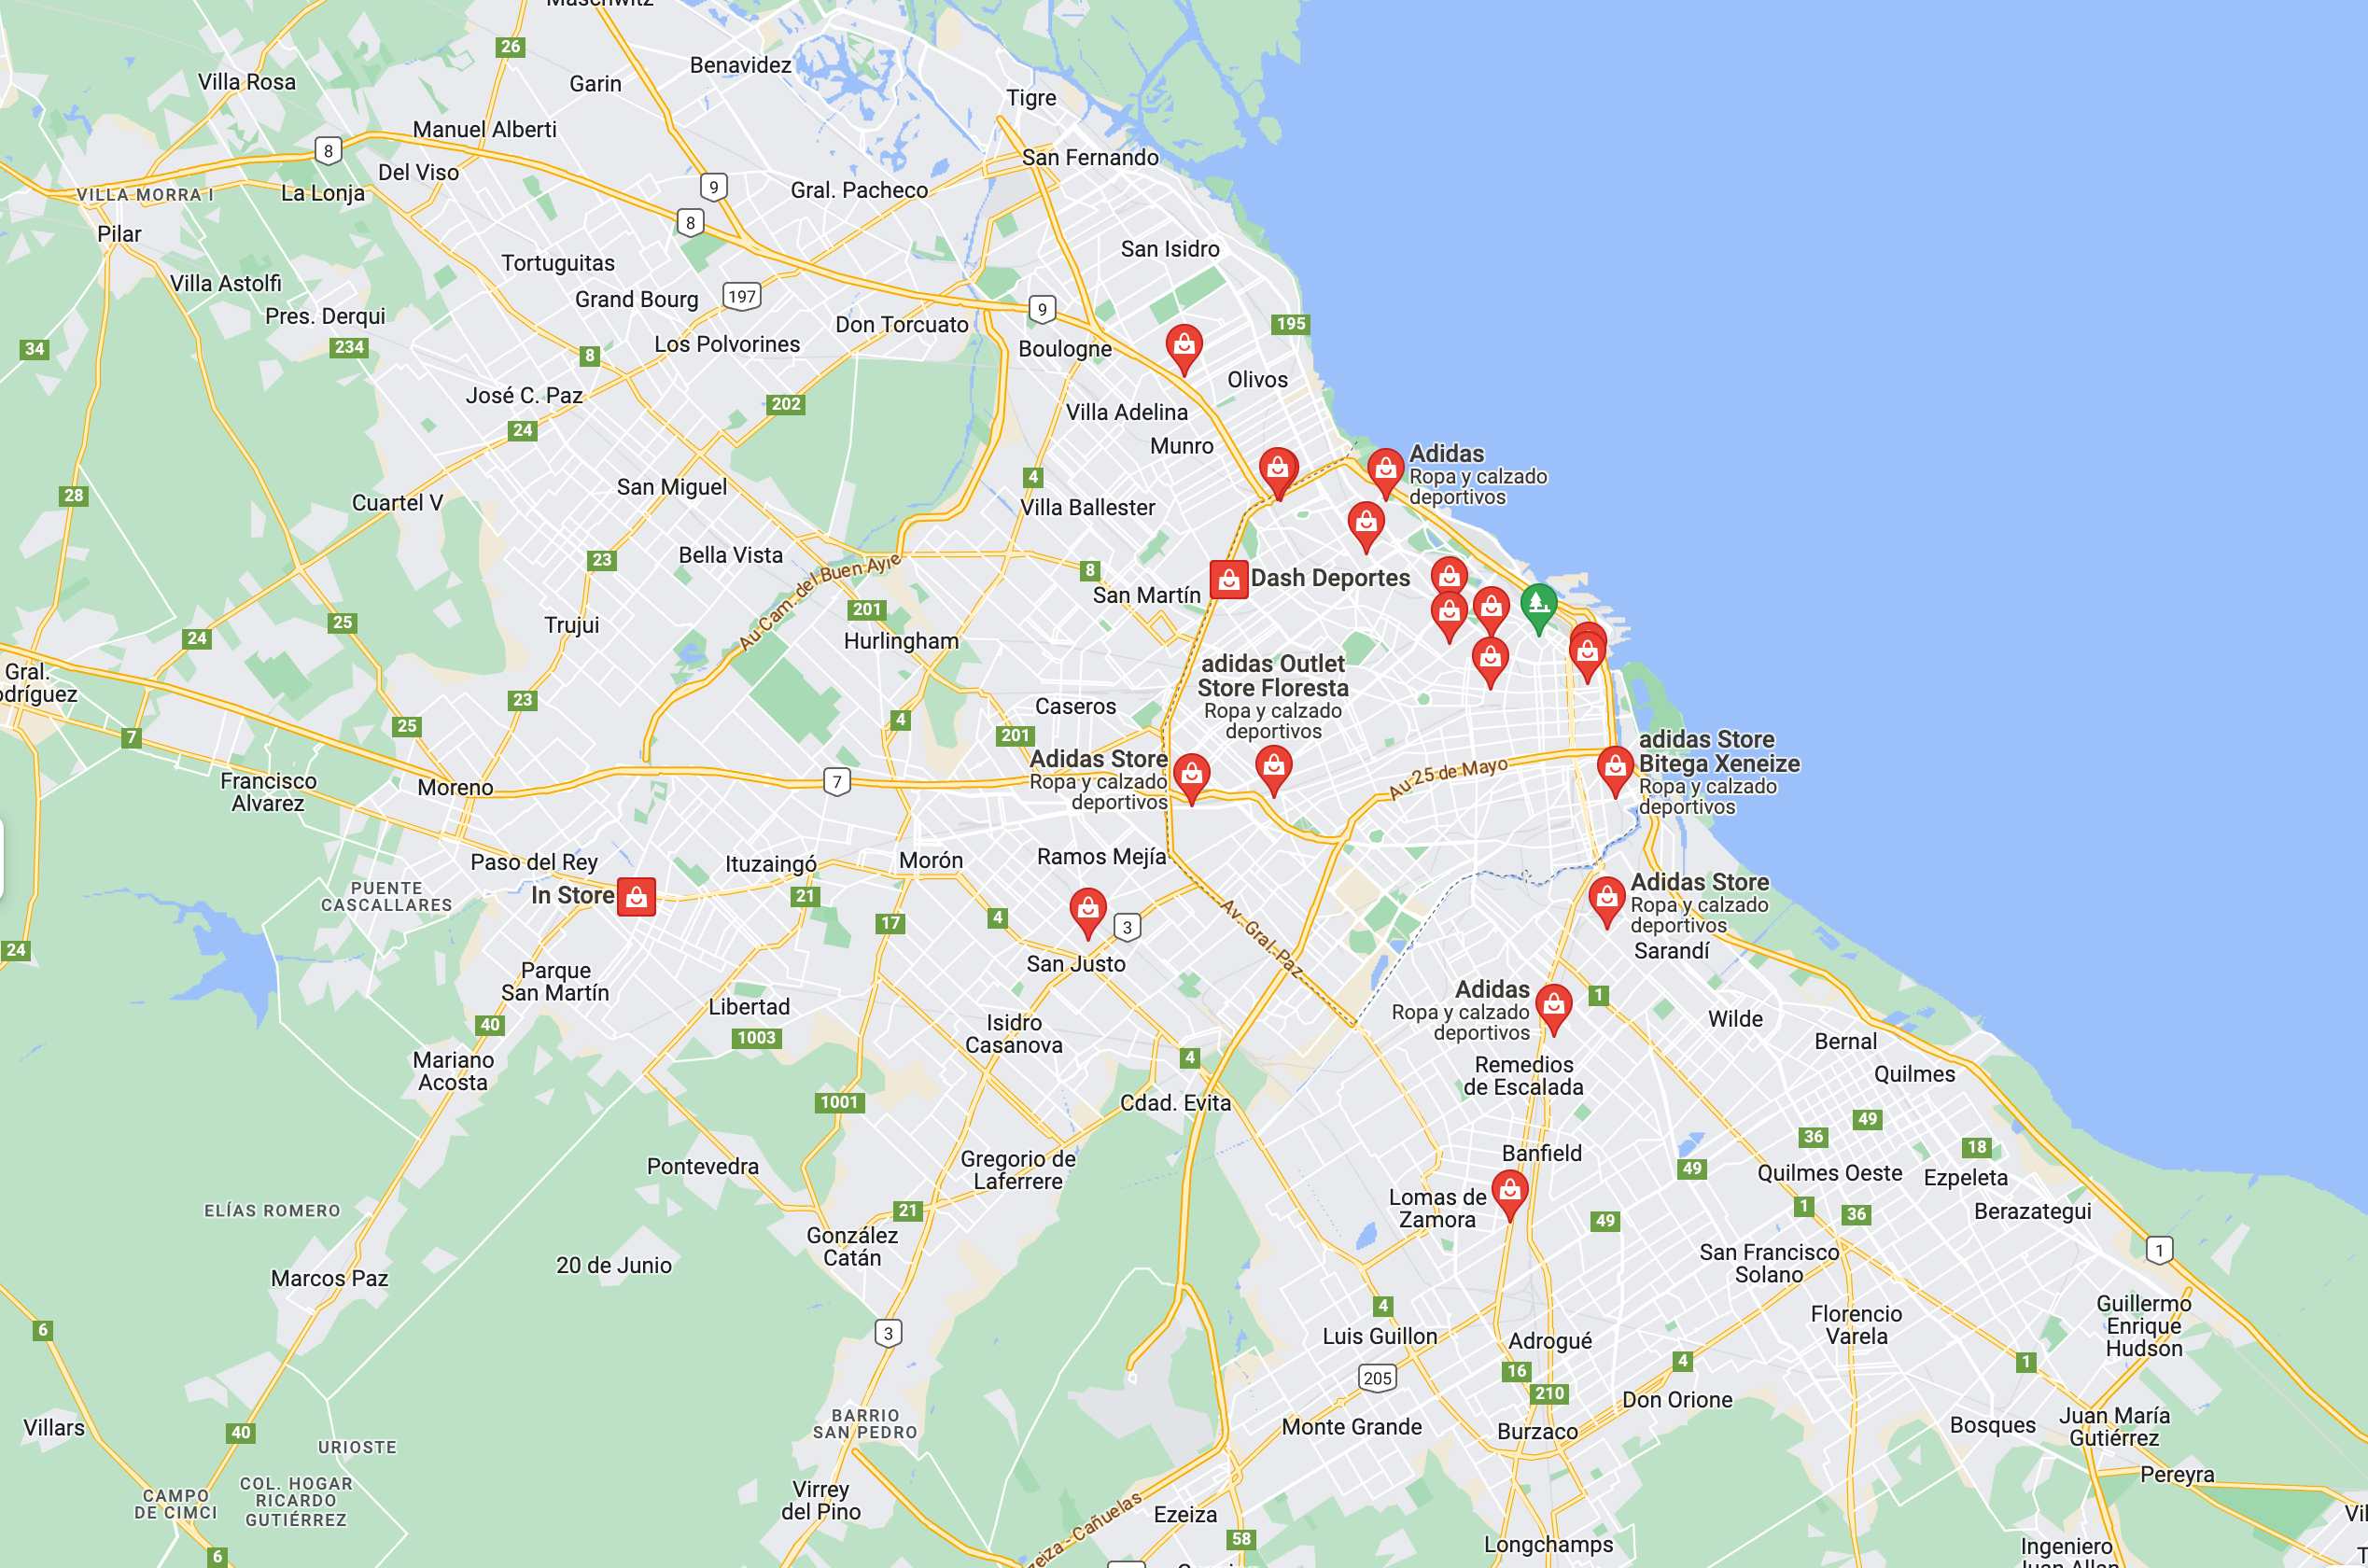 Maschwitz
26
Benavidez
Villa Rosa
Garin
Tigre
Manuel Alberti
8
San Fernando
Del Viso
9
Gral. Pacheco
VILLA MORRA I
La Lonja
8
Pilar
San Isidro
Tortuguitas
Villa Astolfi
197
Grand Bourg
9
Pres. Derqui
Don Torcuato
195
34
234
8
Los Polvorines
Boulogne
Olivos
José C. Paz
202
Villa Adelina
24
Munro
Adidas
Ropa y calzado
deportivos
4
28
San Miguel
Cuartel V
Villa Ballester
23
Bella Vista
Au Cam. del Buen Ayre
8
Dash Deportes
San Martín
201
25
Trujui
24
Hurlingham
adidas Outlet
Store Floresta
Ropa y calzado
deportivos
Gral.
odríguez
23
Caseros
4
25
7
201
adidas Store
Bitega Xeneize
Ropa y calzado
deportivos
Adidas Store
Ropa y calzado
deportivos
Au 25 de Mayo
7
Francisco
Alvarez
Moreno
Paso del Rey
Ituzaingó
Morón
Ramos Mejía
PUENTE
CASCALLARES
In Store
21
Adidas Store
Ropa y calzado
deportivos
17
4
3
Av. Gral. Paz
24
Sarandí
San Justo
Parque
San Martín
Adidas
Ropa y calzado
deportivos
1
Libertad
40
1003
Isidro
Casanova
Wilde
Bernal
4
Mariano
Acosta
Remedios
de Escalada
Quilmes
1001
Cdad. Evita
49
36
18
Banfield
Pontevedra
Gregorio de
Laferrere
49
Quilmes Oeste
Ezpeleta
Lomas de
Zamora
ELÍAS ROMERO
21
1
36
Berazategui
49
González
Catán
San Francisco
Solano
1
20 de Junio
Marcos Paz
4
Guillermo
Enrique
Hudson
6
3
Luis Guillon
Adrogué
Florencio
Varela
16
4
1
205
210
Don Orione
Villars
BARRIO
SAN PEDRO
Monte Grande
Burzaco
Bosques
Juan María
Gutiérrez
40
URIOSTE
Pereyra
COL. HOGAR
RICARDO
GUTIÉRREZ
CAMPO
DE CIMCI
Virrey
del Pino
Ezeiza
eiza - Cañuelas
58
Longchamps
Ingeniero
Juan Allan
6